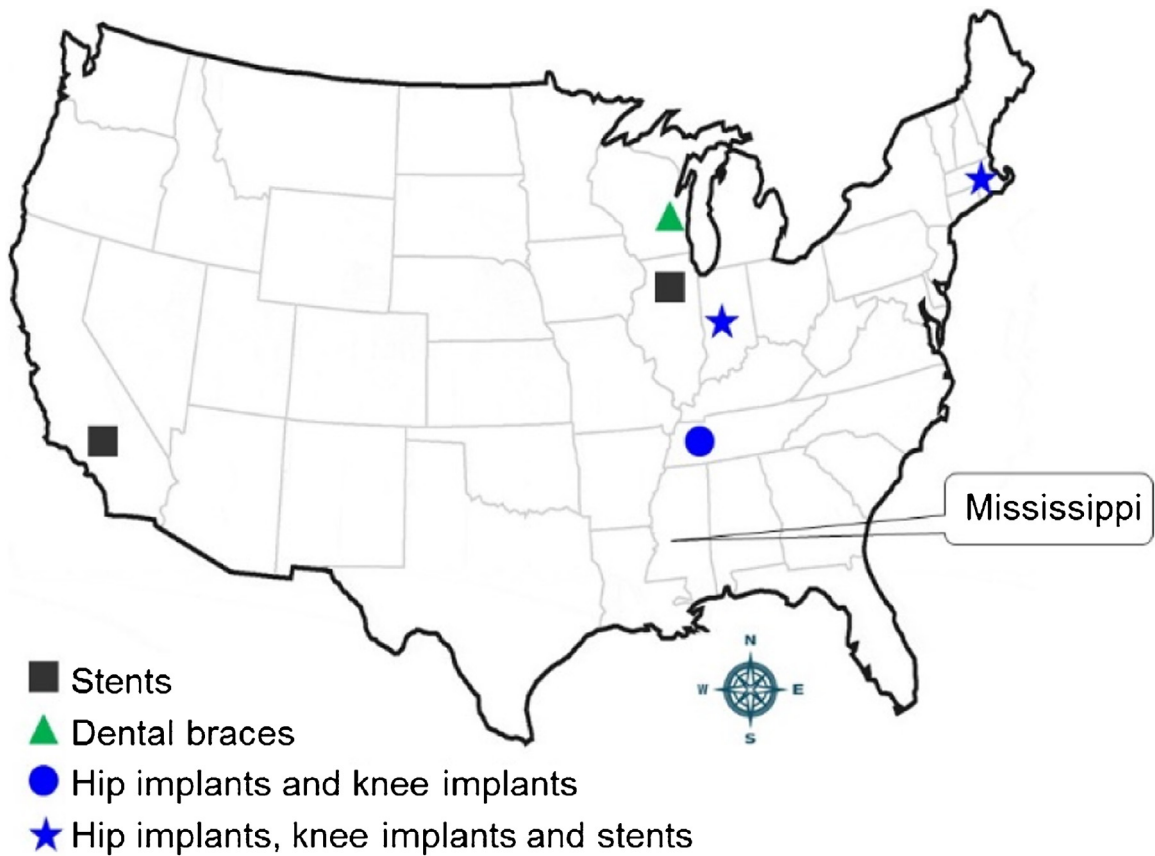 Mississippi
N
W E
S
Stents
Dental braces
Hip implants and knee implants
Hip implants, knee implants and stents